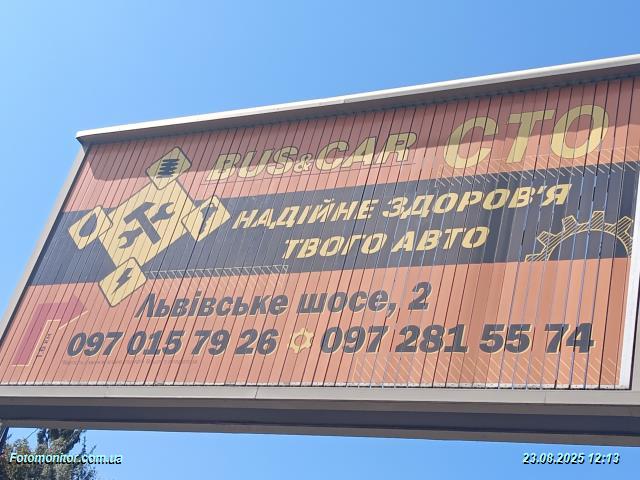 BUS&CAR СТО
НАДІЙНЕ ЗДОРОВ'Я
ТВОГО АВТО
Львівське шосе, 2
097 015 79 26 097 281 55 74
Fotomonitor.com.ua
23.08.2025 12:13